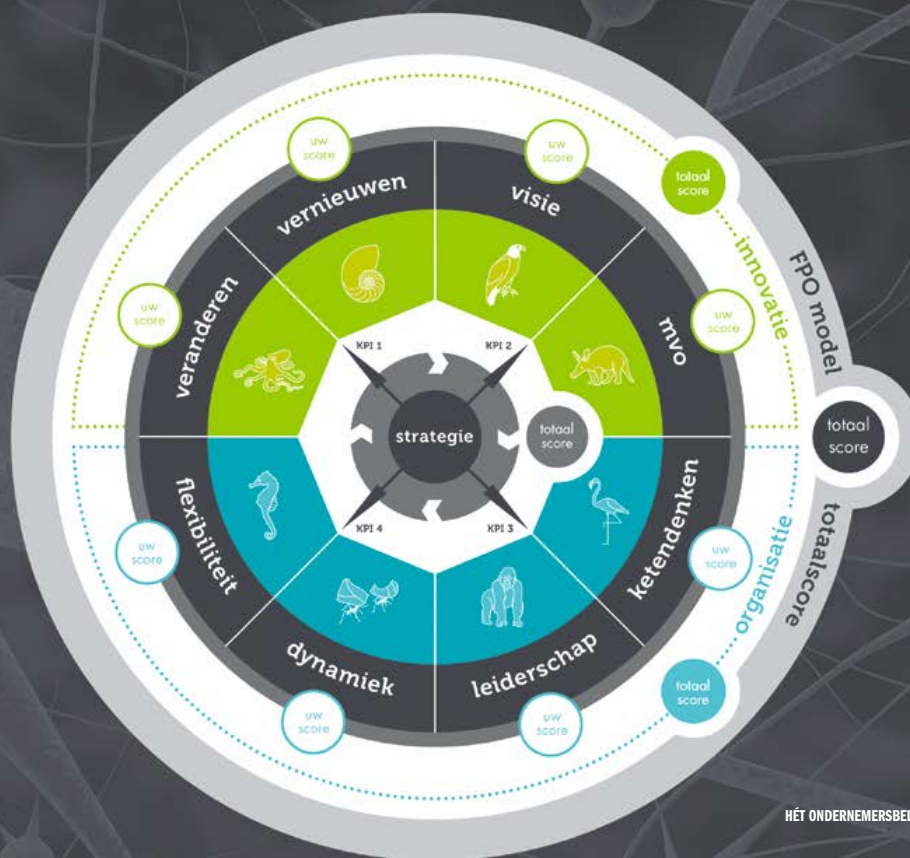 uw
score
uw
score
totaal
score
vernieuwen
visie
innovatie
FPO model
uw
score
veranderen
mvo
uw
score
KPI 1
KPI 2
strategie
totaal
score
totaal
score
KPI 4
KPI 3
flexibiliteit
ketendenken
organisatie
totaalscore
uw
score
uw
score
dynamiek
leiderschap
totaal
score
uw
score
uw
score
HÉT ONDERNEMERSBEL